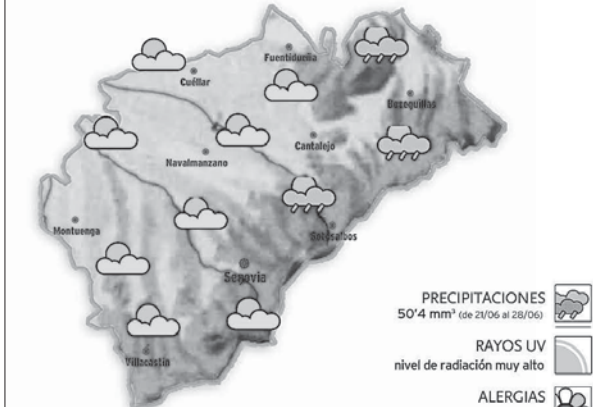 Fuentidueña
Cuéllar
Boceguillas
Cantalejo
Navalmanzano
Montuenga
Sotosalbos
Segovia
Villacastín
PRECIPITACIONES
50'4 mm³ (de 21/06 al 28/06)
RAYOS UV
nivel de radiación muy alto
ALERGIAS